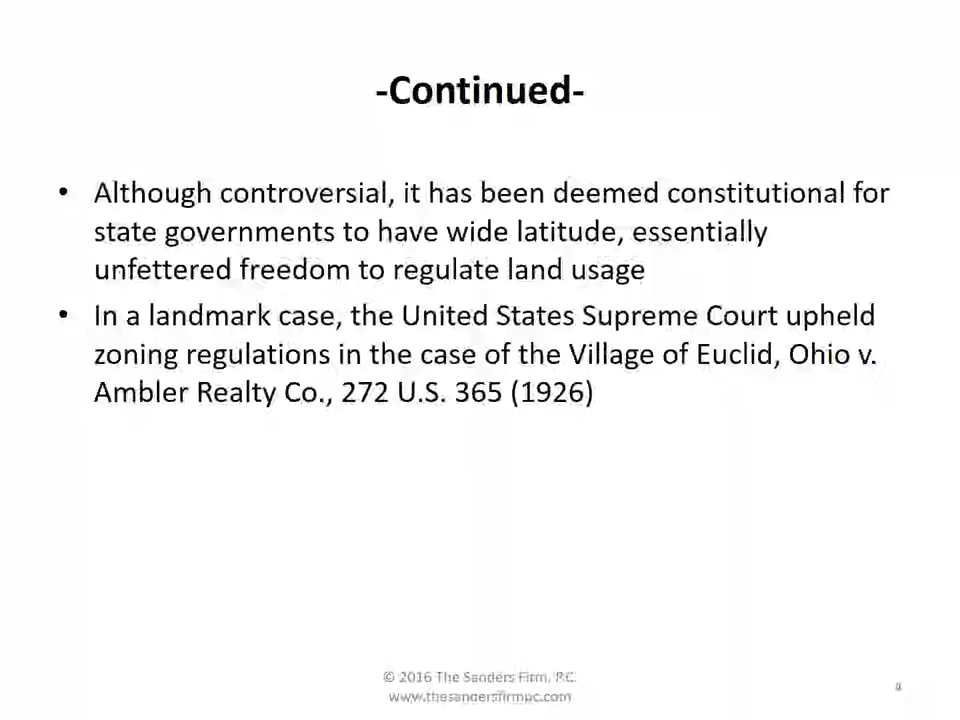 -Continued-
• Although controversial, it has been deemed constitutional for
state governments to have wide latitude, essentially
unfettered freedom to regulate land usage
• In a landmark case, the United States Supreme Court upheld
zoning regulations in the case of the Village of Euclid, Ohio v.
Ambler Realty Co., 272 U.S. 365 (1926)
© 2016 The Sanders Firm, P.C.
www.thesandersfirmpc.com